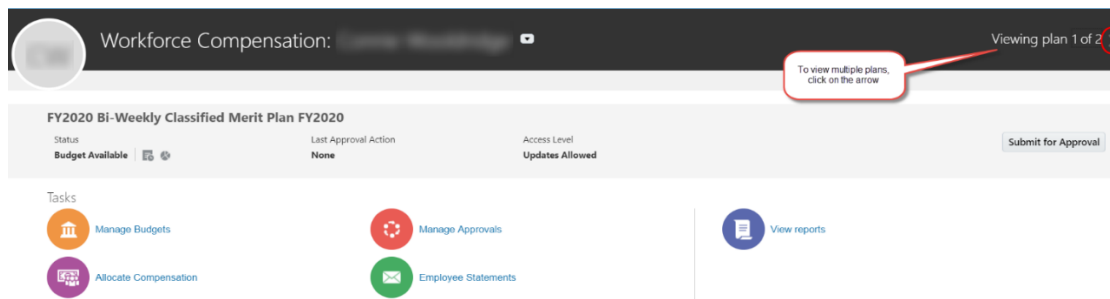 Workforce Compensation:
Viewing plan 1 of 2
To view multiple plans,
click on the arrow
FY2020 Bi-Weekly Classified Merit Plan FY2020
Status
Last Approval Action
Access Level
Budget Available
None
Updates Allowed
Submit for Approval
Tasks
Manage Budgets
Manage Approvals
View reports
Allocate Compensation
Employee Statements